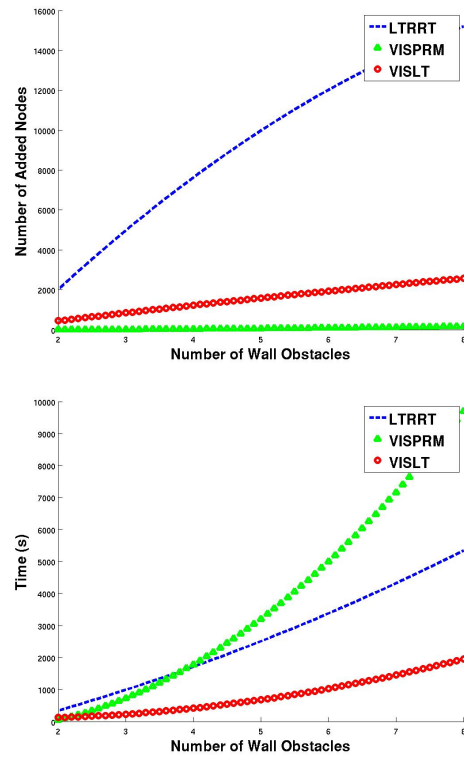 16000
14000
12000
10000
8000
6000
4000
2000
0
Number of Added Nodes
LTRRT
VISPRM
VISLT
2 3 4 5 6 7 8
Number of Wall Obstacles
10000
9000
8000
7000
6000
5000
4000
3000
2000
1000
0
Time (s)
LTRRT
VISPRM
VISLT
2 3 4 5 6 7 8
Number of Wall Obstacles